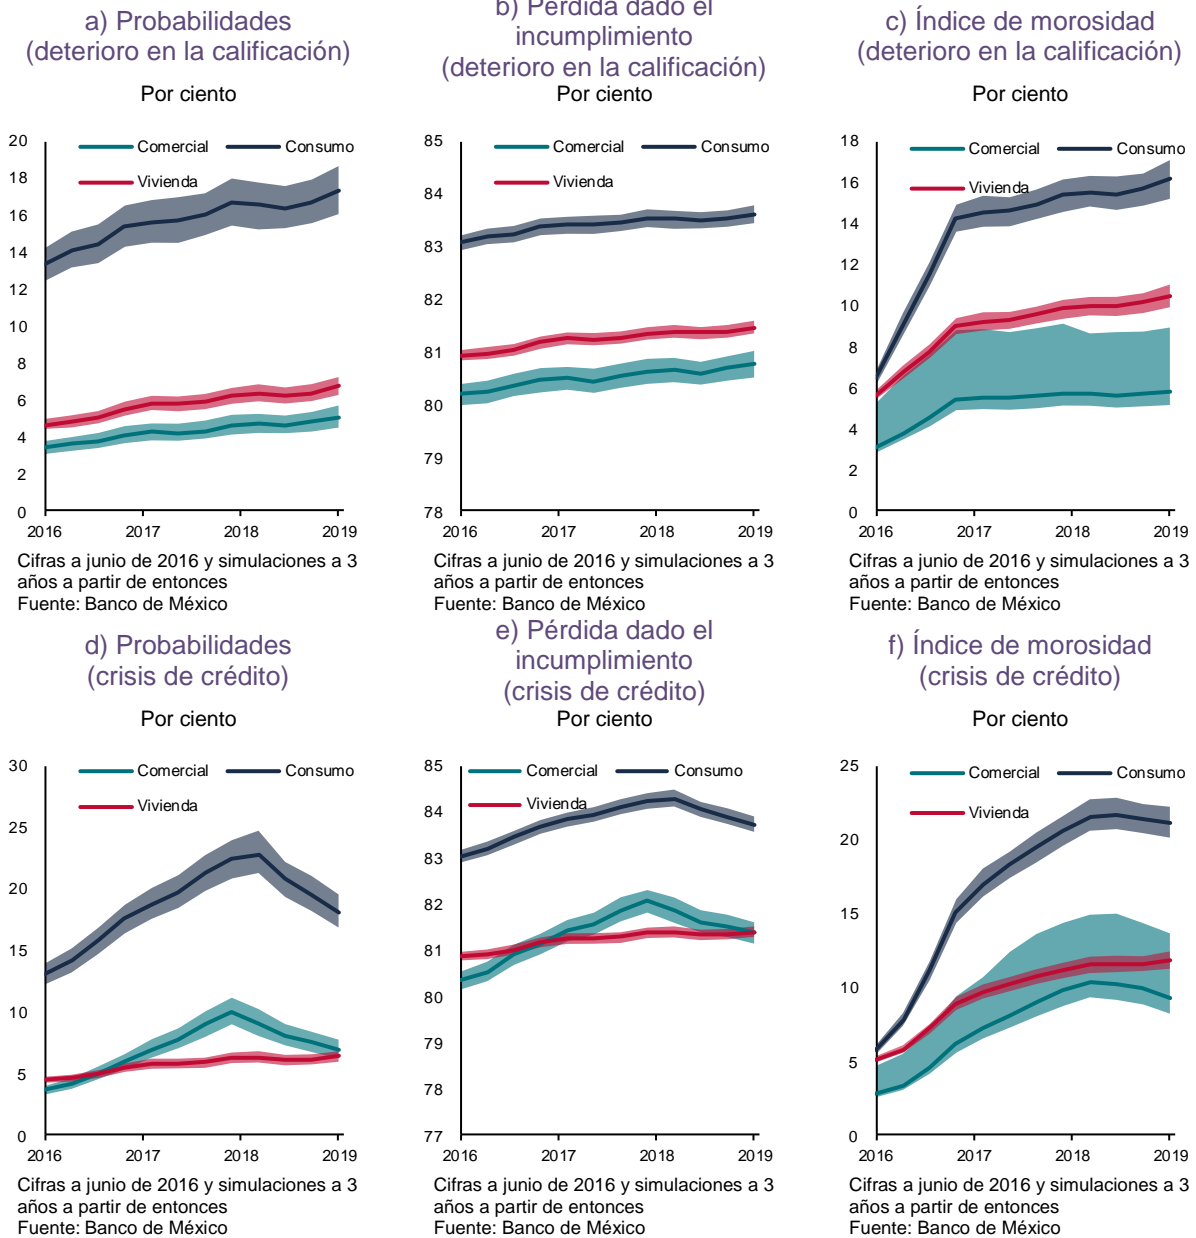 a) Probabilidades
(deterioro en la calificación)
Por ciento
20
18
16
14
12
10
8
6
4
2
0
Comercial
Consumo
Vivienda
2016
2017
2018
2019
Cifras a junio de 2016 y simulaciones a 3
años a partir de entonces
Fuente: Banco de México
b) Pérdida dado el
incumplimiento
(deterioro en la calificación)
Por ciento
85
84
83
82
81
80
79
78
Comercial
Consumo
Vivienda
2016
2017
2018
2019
Cifras a junio de 2016 y simulaciones a 3
años a partir de entonces
Fuente: Banco de México
c) Índice de morosidad
(deterioro en la calificación)
Por ciento
18
16
14
12
10
8
6
4
2
0
Comercial
Consumo
Vivienda
2016
2017
2018
2019
Cifras a junio de 2016 y simulaciones a 3
años a partir de entonces
Fuente: Banco de México
d) Probabilidades
(crisis de crédito)
Por ciento
30
25
20
15
10
5
0
Comercial
Consumo
Vivienda
2016
2017
2018
2019
Cifras a junio de 2016 y simulaciones a 3
años a partir de entonces
Fuente: Banco de México
e) Pérdida dado el
incumplimiento
(crisis de crédito)
Por ciento
85
84
83
82
81
80
79
78
77
Comercial
Consumo
Vivienda
2016
2017
2018
2019
Cifras a junio de 2016 y simulaciones a 3
años a partir de entonces
Fuente: Banco de México
f) Índice de morosidad
(crisis de crédito)
Por ciento
25
20
15
10
5
0
Comercial
Consumo
Vivienda
2016
2017
2018
2019
Cifras a junio de 2016 y simulaciones a 3
años a partir de entonces
Fuente: Banco de México